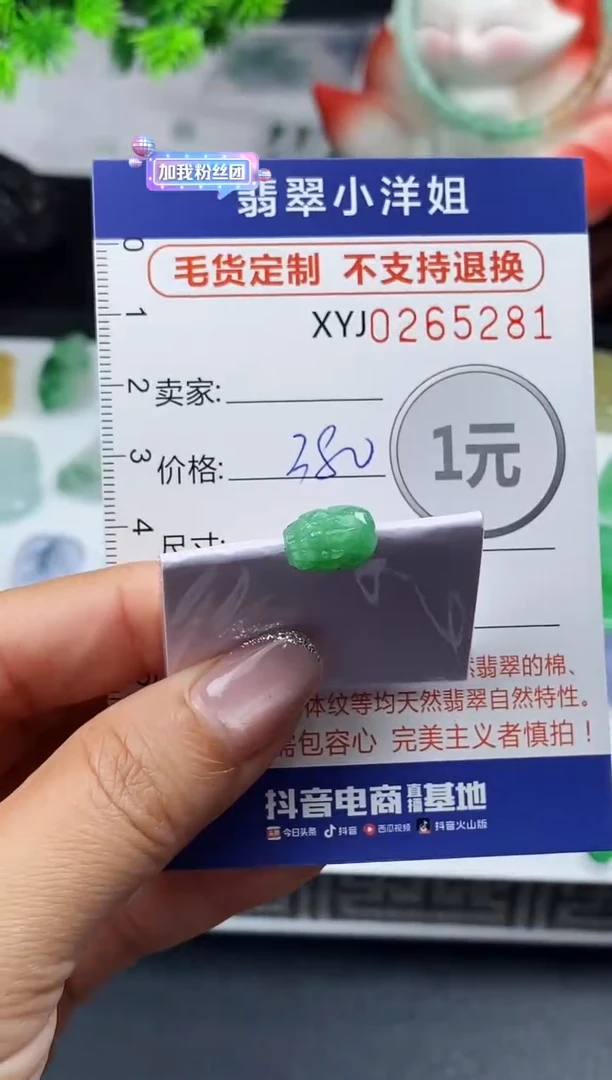 加我粉丝团
翡翠小洋姐
毛货定制 不支持退换
XYJ0265281
0
1
2
卖家:
3
价格: 380
1元
4
尺寸:
翡翠的棉、
体纹等均天然翡翠自然特性。
需包容心 完美主义者慎拍！
抖音电商直播基地
今日头条 抖音 西瓜视频 抖音火山版